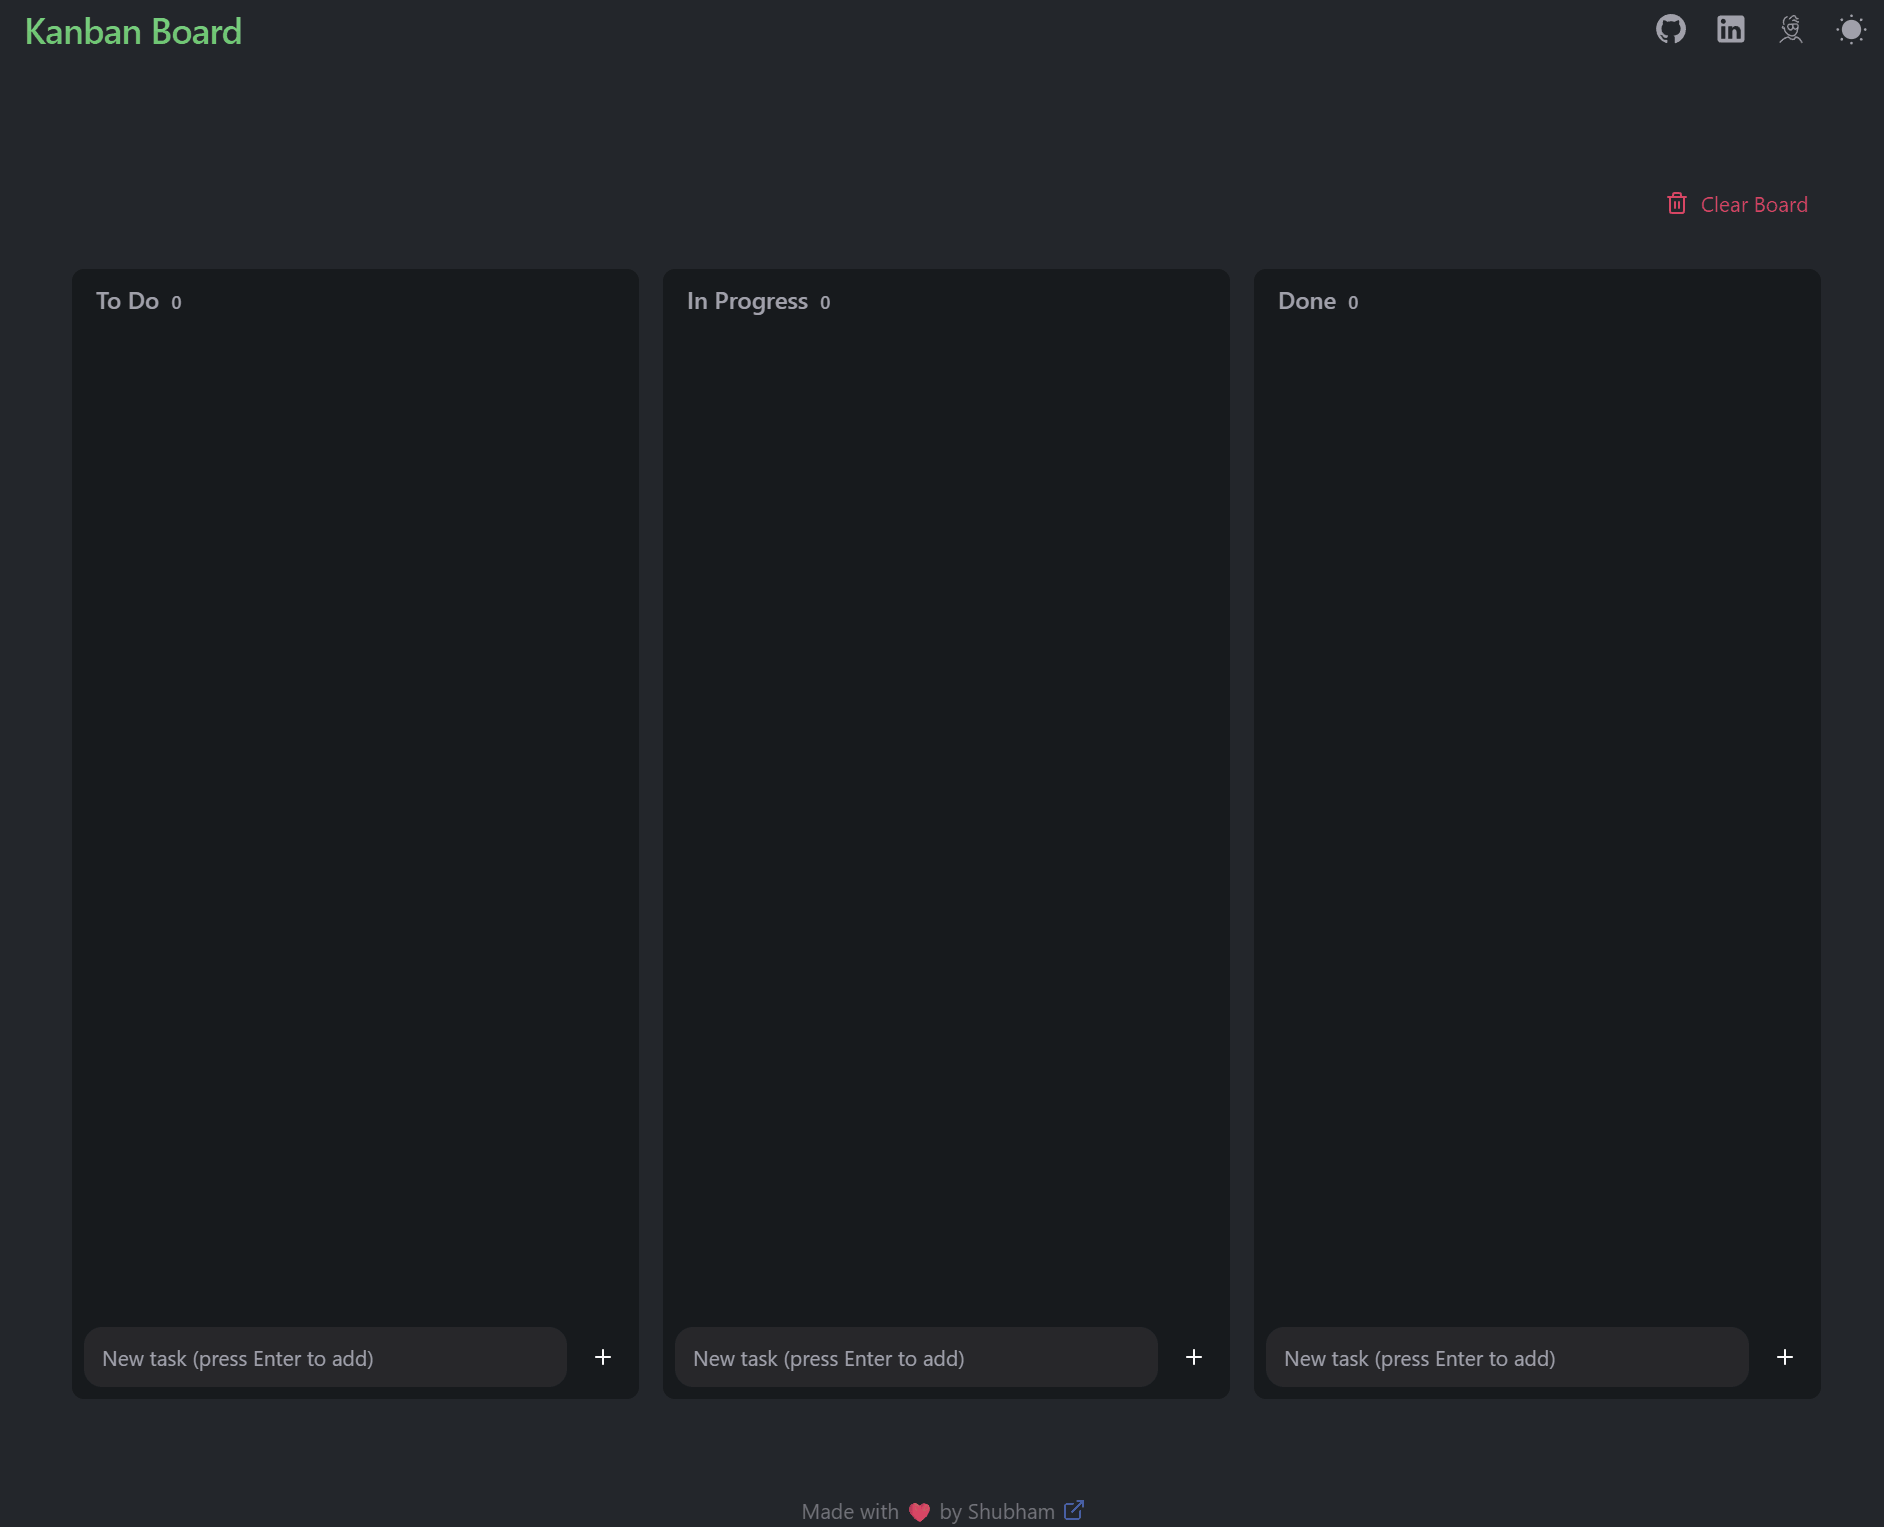 Kanban Board
Clear Board
To Do 0
In Progress 0
Done 0
New task (press Enter to add)
New task (press Enter to add)
New task (press Enter to add)
Made with ❤ by Shubham